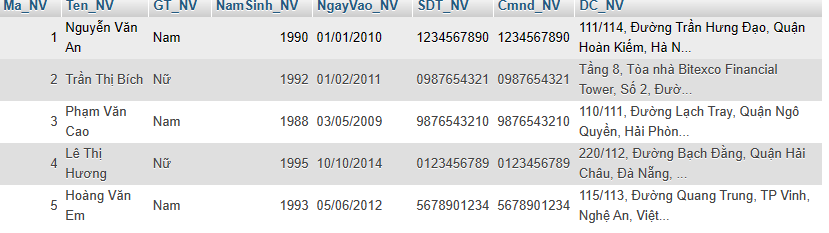 Ma_NV Ten_NV GT_NV NamSinh_NV NgayVao_NV SDT_NV Cmnd_NV DC_NV
1 Nguyễn Văn An Nam 1990 01/01/2010 1234567890 1234567890 111/114, Đường Trần Hưng Đạo, Quận Hoàn Kiếm, Hà N...
2 Trần Thị Bích Nữ 1992 01/02/2011 0987654321 0987654321 Tầng 8, Tòa nhà Bitexco Financial Tower, Số 2, Đườ...
3 Phạm Văn Cao Nam 1988 03/05/2009 9876543210 9876543210 110/111, Đường Lạch Tray, Quận Ngô Quyền, Hải Phòn...
4 Lê Thị Hương Nữ 1995 10/10/2014 0123456789 0123456789 220/112, Đường Bạch Đằng, Quận Hải Châu, Đà Nẵng, ...
5 Hoàng Văn Em Nam 1993 05/06/2012 5678901234 5678901234 115/113, Đường Quang Trung, TP Vinh, Nghệ An, Việt...